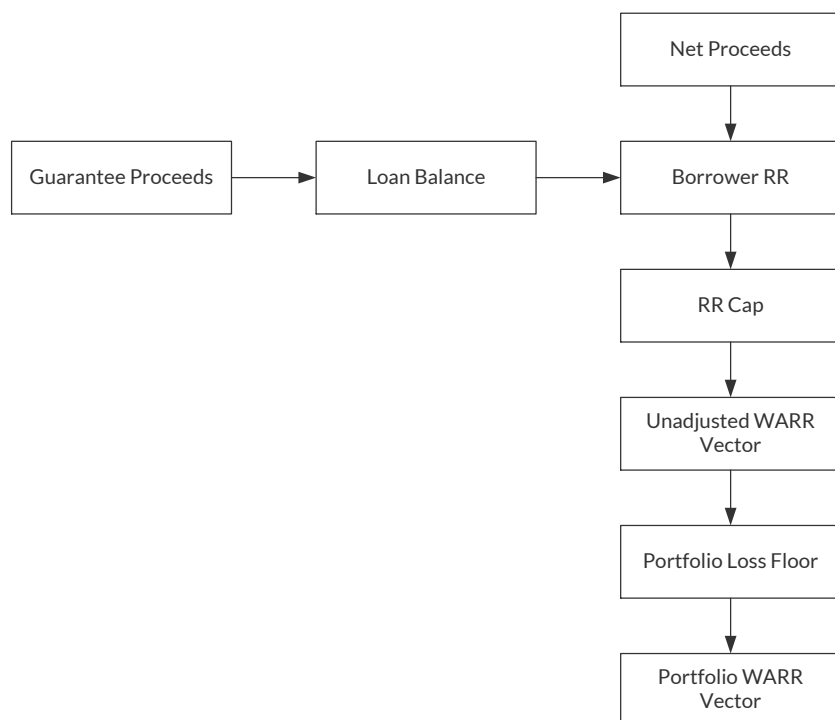 Net Proceeds
Guarantee Proceeds
Loan Balance
Borrower RR
RR Cap
Unadjusted WARR
Vector
Portfolio Loss Floor
Portfolio WARR
Vector